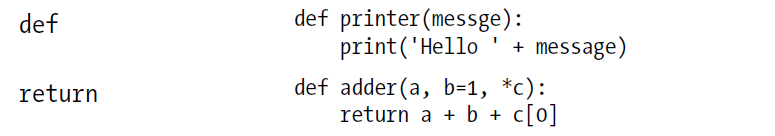 def def printer(messge):
print('Hello ' + message)
return def adder(a, b=1, *c):
return a + b + c[0]